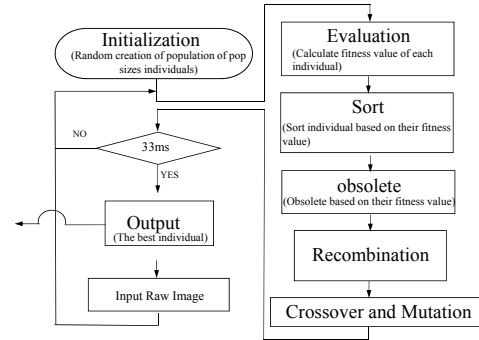 Initialization
(Random creation of population of pop
sizes individuals)
NO
33ms
YES
Output
(The best individual)
Input Raw Image
Evaluation
(Calculate fitness value of each
individual)
Sort
(Sort individual based on their fitness
value)
obsolete
(Obsolete based on their fitness value)
Recombination
Crossover and Mutation